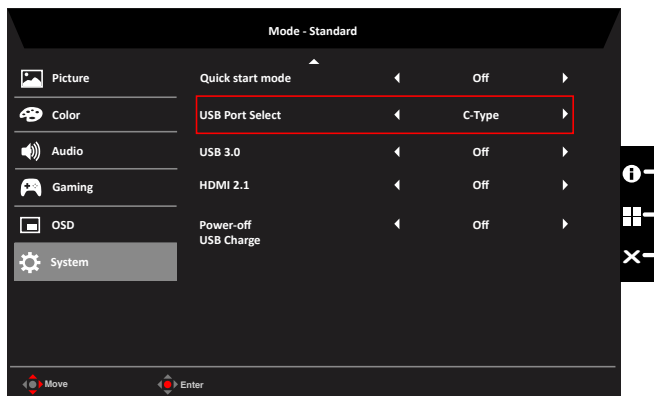 Mode - Standard
Picture
Color
Audio
Gaming
OSD
System
Quick start mode Off
USB Port Select C-Type
USB 3.0 Off
HDMI 2.1 Off
Power-off Off
USB Charge
Move Enter